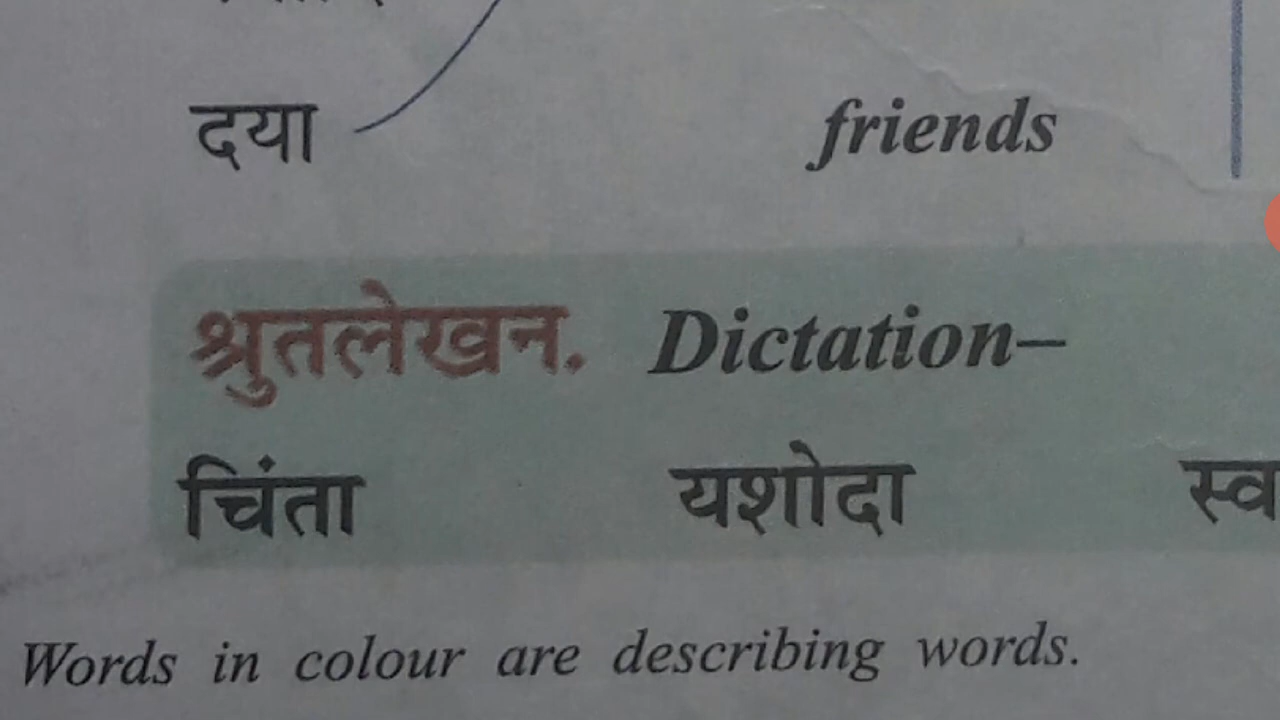 दया friends
श्रुतलेखन. Dictation–
चिंता यशोदा
Words in colour are describing words.